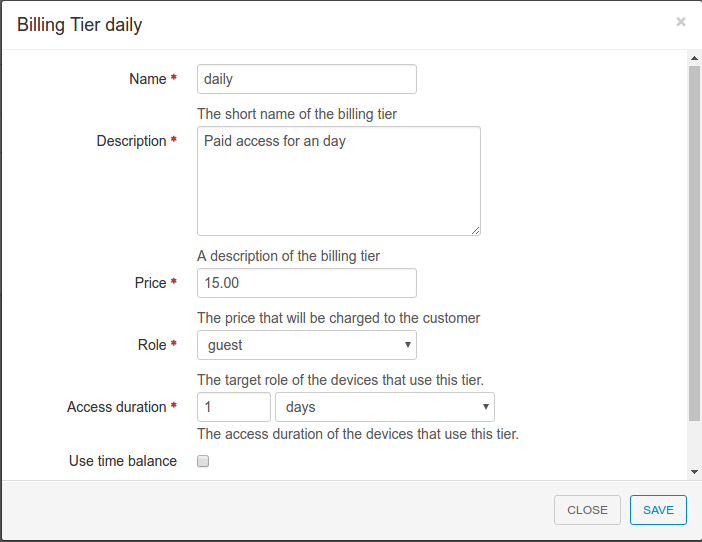 Billing Tier daily ×
Name *
daily
The short name of the billing tier
Description *
Paid access for an day
A description of the billing tier
Price *
15.00
The price that will be charged to the customer
Role *
guest
The target role of the devices that use this tier.
Access duration *
1 days
The access duration of the devices that use this tier.
Use time balance
CLOSE SAVE